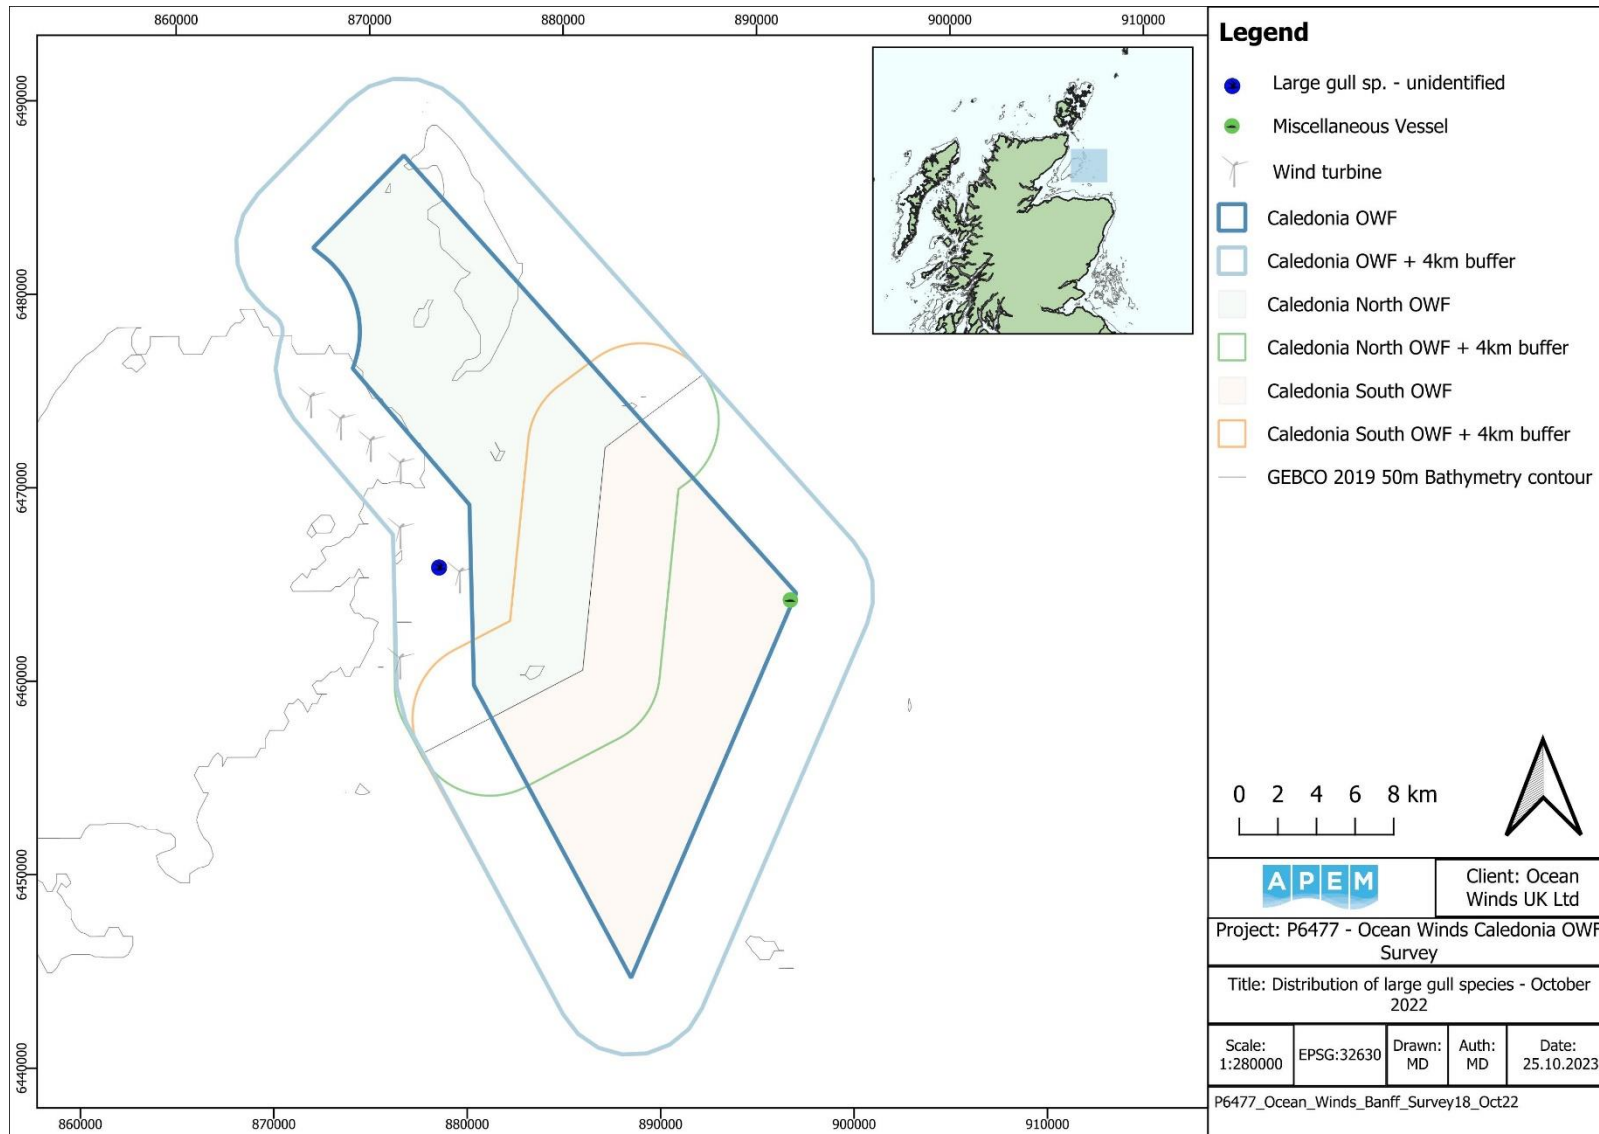 860000 870000 880000 890000 900000 910000
6490000
6480000
6470000
6460000
6450000
6440000
860000 870000 880000 890000 900000 910000
Legend
Large gull sp. - unidentified
Miscellaneous Vessel
Wind turbine
Caledonia OWF
Caledonia OWF + 4km buffer
Caledonia North OWF
Caledonia North OWF + 4km buffer
Caledonia South OWF
Caledonia South OWF + 4km buffer
GEBCO 2019 50m Bathymetry contour
0 2 4 6 8 km
APEM
Client: Ocean
Winds UK Ltd
Project: P6477 - Ocean Winds Caledonia OWF
Survey
Title: Distribution of large gull species - October
2022
Scale:
1:280000
EPSG:32630
Drawn:
MD
Auth:
MD
Date:
25.10.2023
P6477_Ocean_Winds_Banff_Survey18_Oct22